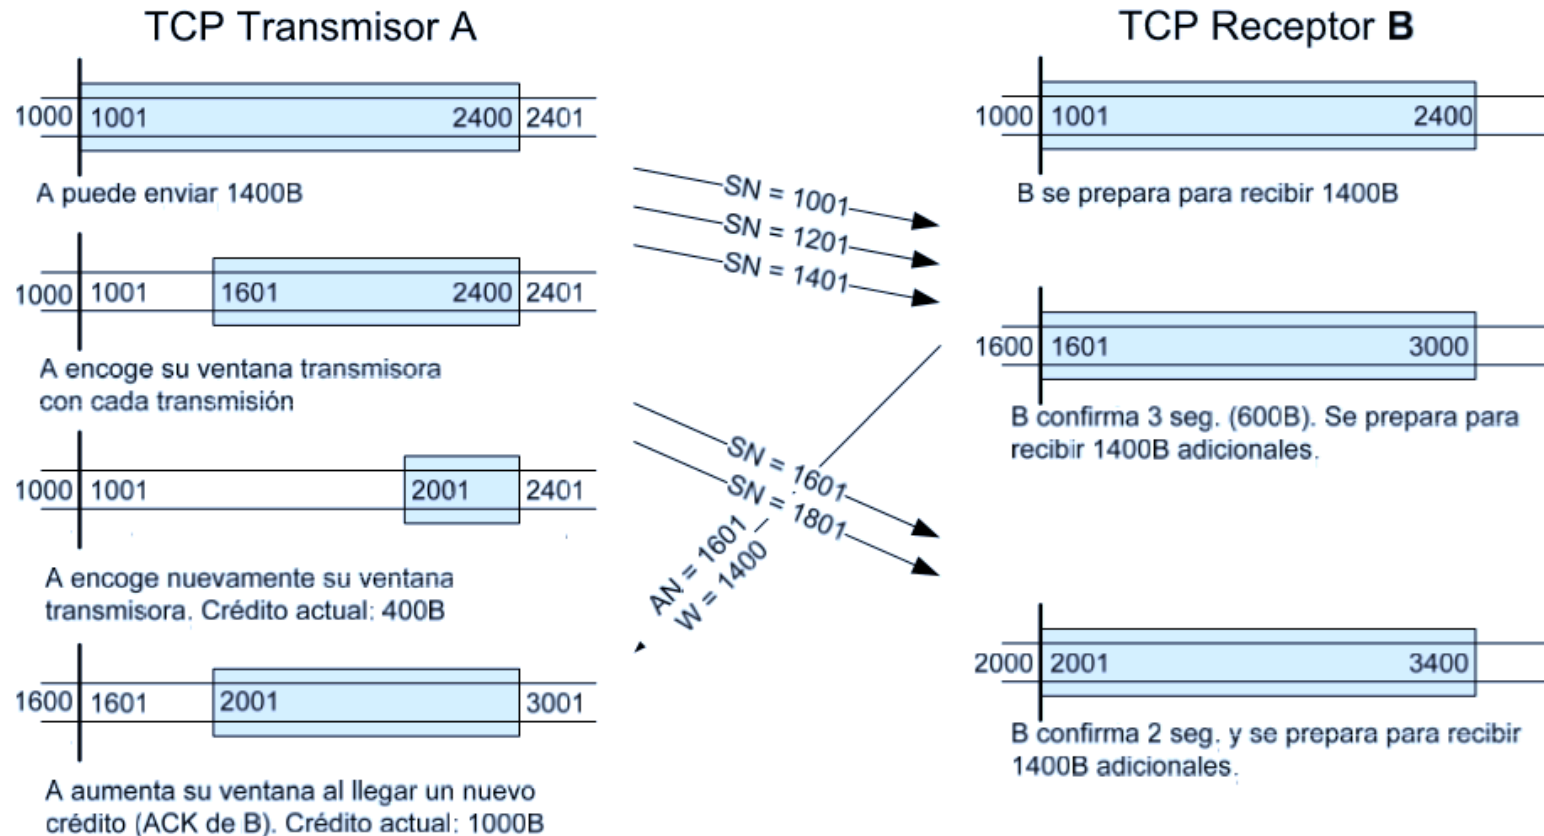 TCP Transmisor A
1000 1001 2400 2401
A puede enviar 1400B
1000 1001 1601 2400 2401
A encoge su ventana transmisora
con cada transmisión
1000 1001 2001 2401
A encoge nuevamente su ventana
transmisora. Crédito actual: 400B
1600 1601 2001 3001
A aumenta su ventana al llegar un nuevo
crédito (ACK de B). Crédito actual: 1000B
SN = 1001
SN = 1201
SN = 1401
SN = 1601
SN = 1801
AN = 1601
W = 1400
TCP Receptor B
1000 1001 2400
B se prepara para recibir 1400B
1600 1601 3000
B confirma 3 seg. (600B). Se prepara para
recibir 1400B adicionales.
2000 2001 3400
B confirma 2 seg. y se prepara para recibir
1400B adicionales.